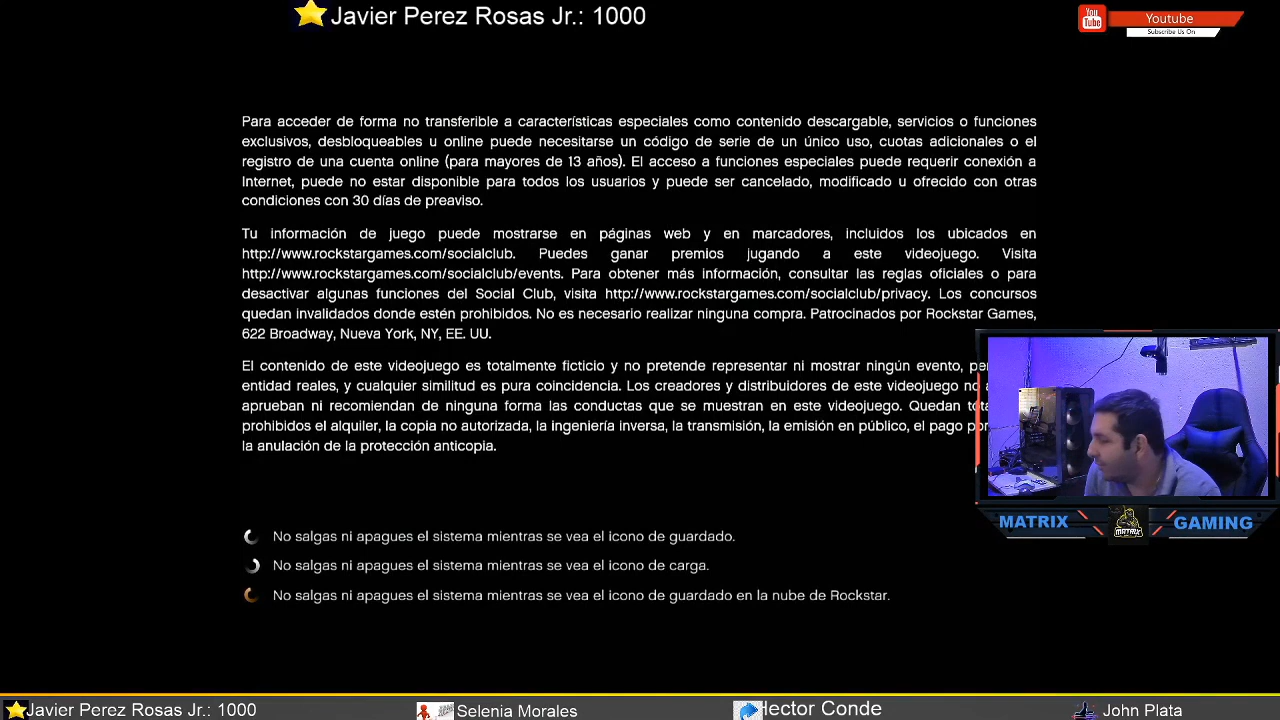 Javier Perez Rosas Jr.: 1000
You
Tube
Youtube
Subscribe Us On
Para acceder de forma no transferible a características especiales como contenido descargable, servicios o funciones
exclusivos, desbloqueables u online puede necesitarse un código de serie de un único uso, cuotas adicionales o el
registro de una cuenta online (para mayores de 13 años). El acceso a funciones especiales puede requerir conexión a
Internet, puede no estar disponible para todos los usuarios y puede ser cancelado, modificado u ofrecido con otras
condiciones con 30 días de preaviso.
Tu información de juego puede mostrarse en páginas web y en marcadores, incluidos los ubicados en
http://www.rockstargames.com/socialclub. Puedes ganar premios jugando a este videojuego. Visita
http://www.rockstargames.com/socialclub/events. Para obtener más información, consultar las reglas oficiales o para
desactivar algunas funciones del Social Club, visita http://www.rockstargames.com/socialclub/privacy. Los concursos
quedan invalidados donde estén prohibidos. No es necesario realizar ninguna compra. Patrocinados por Rockstar Games,
622 Broadway, Nueva York, NY, EE. UU.
El contenido de este videojuego es totalmente ficticio y no pretende representar ni mostrar ningún evento,
entidad reales, y cualquier similitud es pura coincidencia. Los creadores y distribuidores de este videojuego no
aprueban ni recomiendan de ninguna forma las conductas que se muestran en este videojuego. Quedan
prohibidos el alquiler, la copia no autorizada, la ingeniería inversa, la transmisión, la emisión en público, el pago
la anulación de la protección anticopia.
No salgas ni apagues el sistema mientras se vea el icono de guardado.
No salgas ni apagues el sistema mientras se vea el icono de carga.
No salgas ni apagues el sistema mientras se vea el icono de guardado en la nube de Rockstar.
MATRIX
MATRIX
GAMING
Javier Perez Rosas Jr.: 1000
Selenia Morales
Hector Conde
John Plata